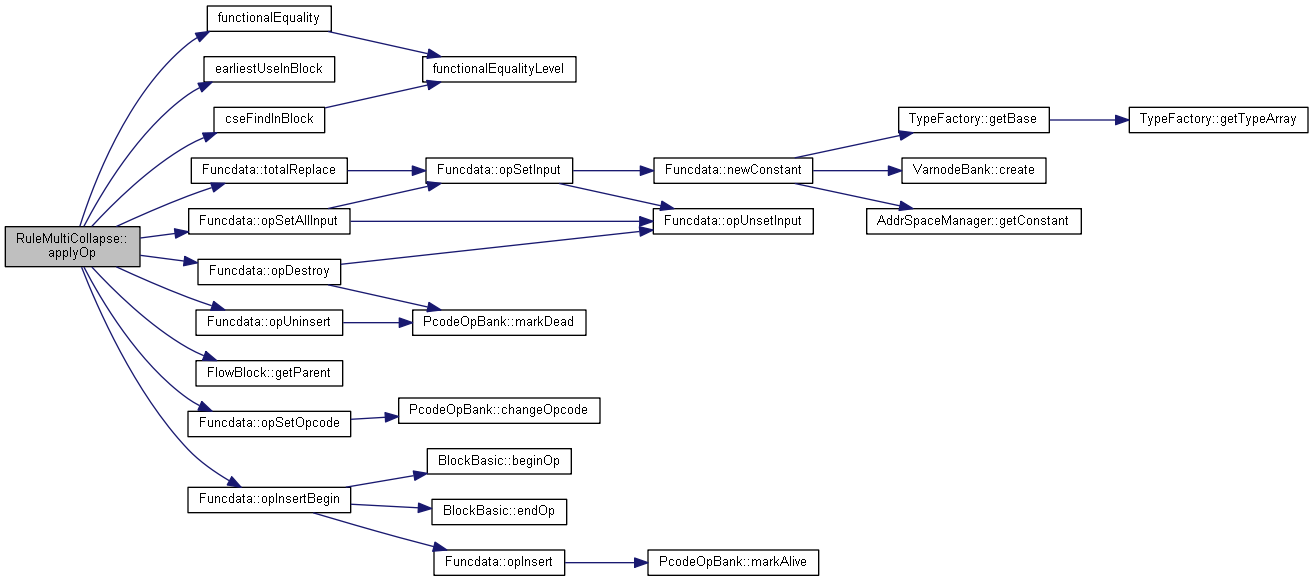 RuleMultiCollapse::
applyOp
functionalEquality
earliestUseInBlock
cseFindInBlock
Funcdata::totalReplace
Funcdata::opSetAllInput
Funcdata::opDestroy
Funcdata::opUninsert
FlowBlock::getParent
Funcdata::opSetOpcode
Funcdata::opInsertBegin
functionalEqualityLevel
Funcdata::opSetInput
PcodeOpBank::markDead
PcodeOpBank::changeOpcode
BlockBasic::beginOp
BlockBasic::endOp
Funcdata::opInsert
Funcdata::newConstant
Funcdata::opUnsetInput
PcodeOpBank::markAlive
TypeFactory::getBase
VarnodeBank::create
AddrSpaceManager::getConstant
TypeFactory::getTypeArray